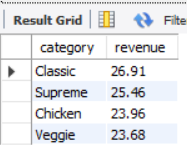 Result Grid Filte
category revenue
Classic 26.91
Supreme 25.46
Chicken 23.96
Veggie 23.68